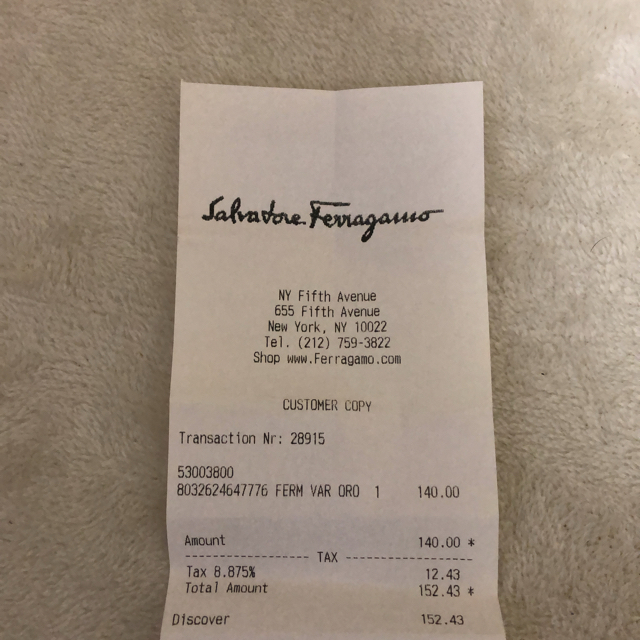 Salvatore Ferragamo
NY Fifth Avenue
655 Fifth Avenue
New York, NY 10022
Tel. (212) 759-3822
Shop www.Ferragamo.com
CUSTOMER COPY
Transaction Nr: 28915
53003800
8032624647776 FERM VAR ORO 1 140.00
Amount 140.00 *
-------------------- TAX --------------------
Tax 8.875% 12.43
Total Amount 152.43 *
Discover 152.43